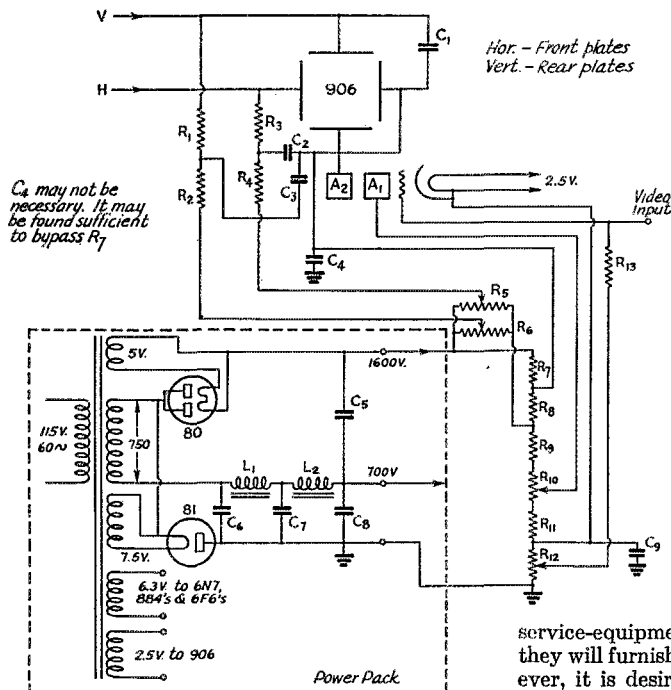 V
C1
Hor. - Front plates
Vert. - Rear plates
906
H
R3
R1
C2
R4
C3
A2
A1
2.5V.
R2
Video
Input
C4 may not be
necessary. It may
be found sufficient
to bypass R7
C4
R13
R5
R6
5V.
1600V.
R7
80
C5
R8
115V.
60~
750
R9
L1
L2
700V
R10
81
C6
C7
C8
R11
7.5V.
R12
C9
6.3V. to 6N7,
884's & 6F6's
2.5V. to 906
Power Pack
service-equipme
they will furnish
ever, it is desir